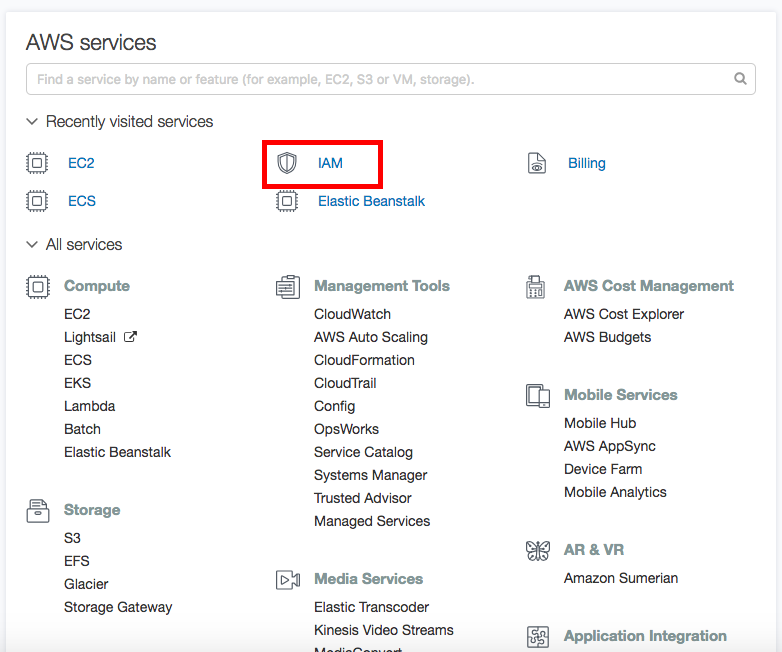 AWS services
Find a service by name or feature (for example, EC2, S3 or VM, storage).
Recently visited services
EC2
IAM
Billing
ECS
Elastic Beanstalk
All services
Compute
EC2
Lightsail
ECS
EKS
Lambda
Batch
Elastic Beanstalk
Storage
S3
EFS
Glacier
Storage Gateway
Management Tools
CloudWatch
AWS Auto Scaling
CloudFormation
CloudTrail
Config
OpsWorks
Service Catalog
Systems Manager
Trusted Advisor
Managed Services
Media Services
Elastic Transcoder
Kinesis Video Streams
MediaConvert
AWS Cost Management
AWS Cost Explorer
AWS Budgets
Mobile Services
Mobile Hub
AWS AppSync
Device Farm
Mobile Analytics
AR & VR
Amazon Sumerian
Application Integration